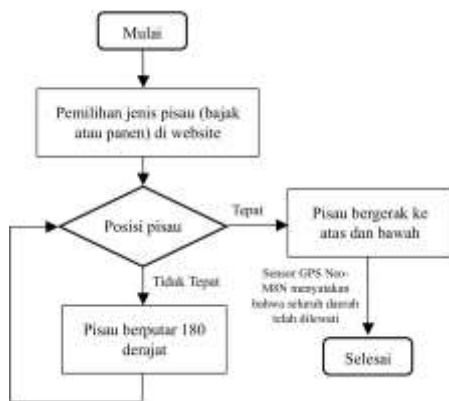 Mulai
Pemilihan jenis pisau (bajak
atau panen) di website
Posisi pisau
Tepat
Pisau bergerak ke
atas dan bawah
Tiduk Tepat
Sensor GPS Neo-
M8N menyatakan
bahwa seluruh daerah
telah dilewati
Pisau berputar 180
derajat
Selesai